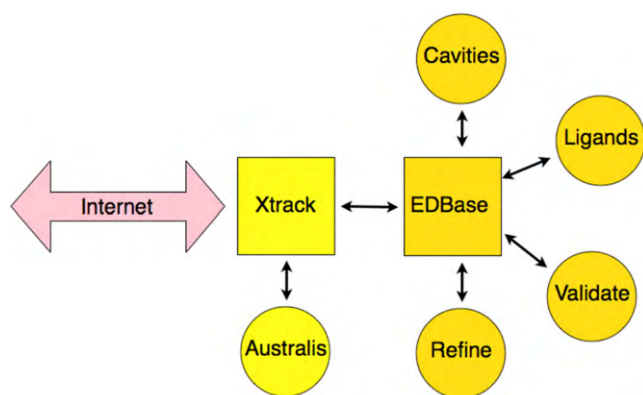 Cavities
Ligands
Internet
Xtrack
EDBase
Validate
Australis
Refine